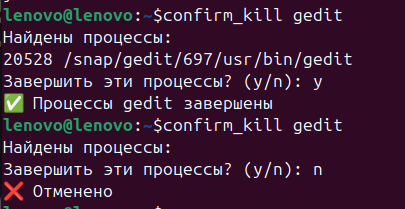 lenovo@lenovo:~$confirm_kill gedit
Найдены процессы:
20528 /snap/gedit/697/usr/bin/gedit
Завершить эти процессы? (y/n): y
✅ Процессы gedit завершены
lenovo@lenovo:~$confirm_kill gedit
Найдены процессы:
Завершить эти процессы? (y/n): n
❌ Отменено